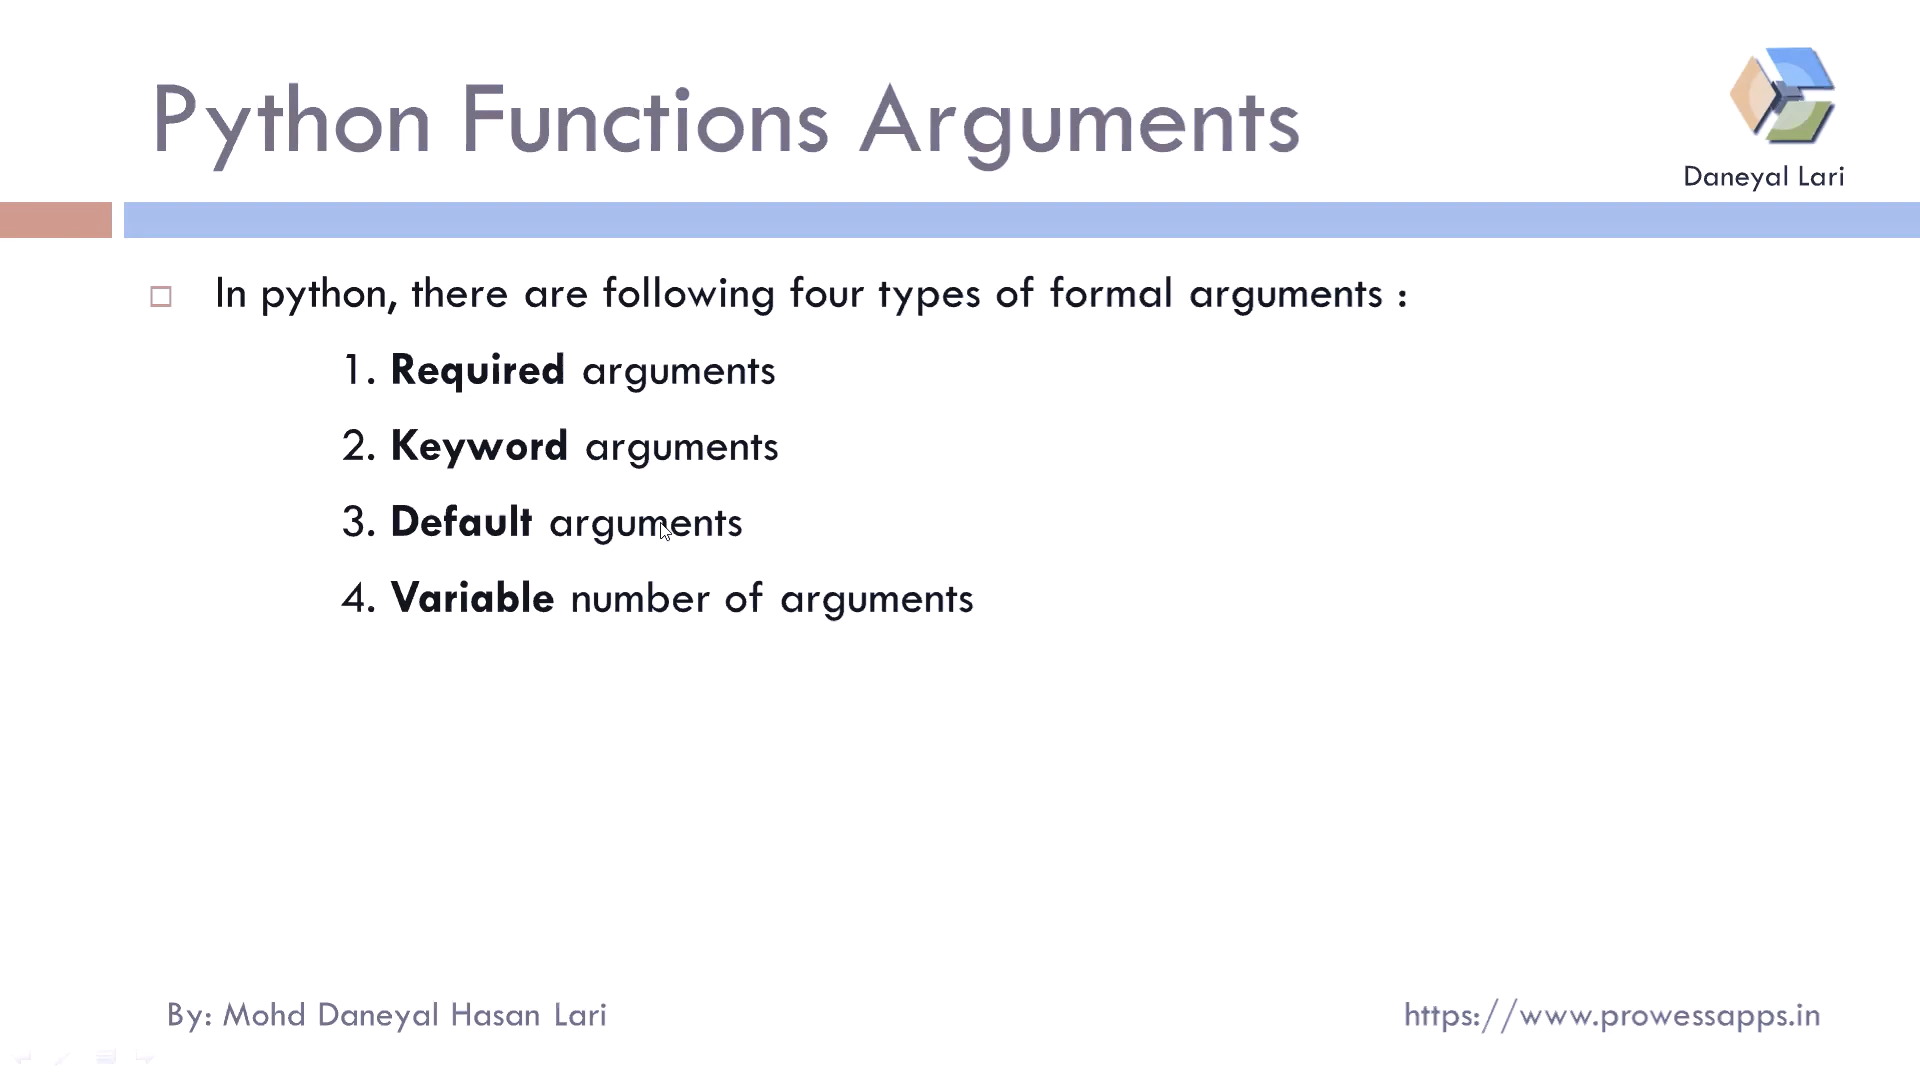 Python Functions Arguments
Daneyal Lari
In python, there are following four types of formal arguments :
1. Required arguments
2. Keyword arguments
3. Default arguments
4. Variable number of arguments
By: Mohd Daneyal Hasan Lari
https://www.prowessapps.in